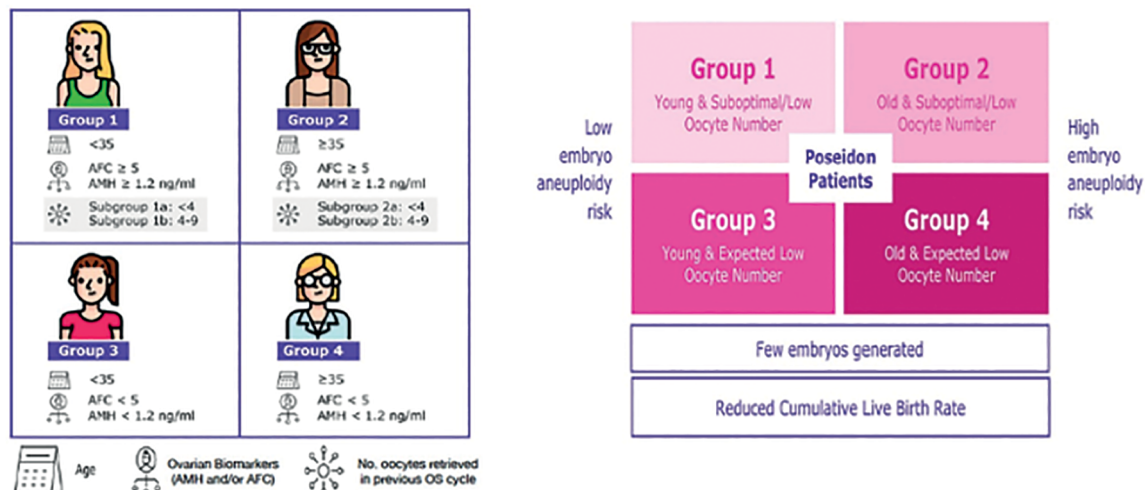 Group 1
<35
AFC ≥ 5
AMH ≥ 1.2 ng/ml
Subgroup 1a: <4
Subgroup 1b: 4-9
Group 2
≥35
AFC ≥ 5
AMH ≥ 1.2 ng/ml
Subgroup 2a: <4
Subgroup 2b: 4-9
Group 3
<35
AFC < 5
AMH < 1.2 ng/ml
Group 4
≥35
AFC < 5
AMH < 1.2 ng/ml
Age
Ovarian Biomarkers
(AMH and/or AFC)
No. oocytes retrieved
in previous OS cycle
Low
embryo
aneuploidy
risk
Group 1
Young & Suboptimal/Low
Oocyte Number
Group 2
Old & Suboptimal/Low
Oocyte Number
Poseidon
Patients
Group 3
Young & Expected Low
Oocyte Number
Group 4
Old & Expected Low
Oocyte Number
High
embryo
aneuploidy
risk
Few embryos generated
Reduced Cumulative Live Birth Rate